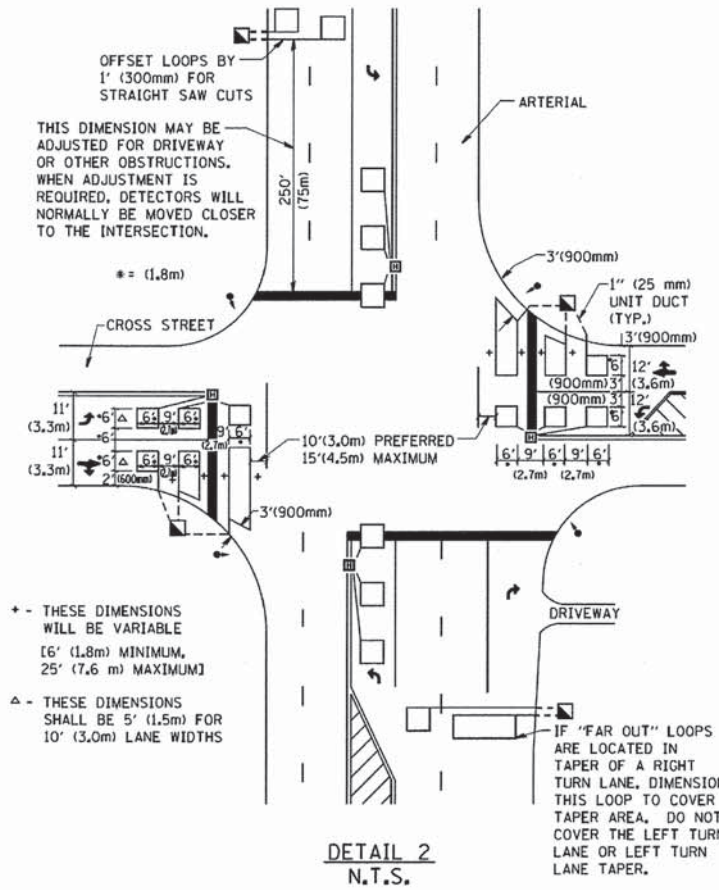 OFFSET LOOPS BY
1' (300mm) FOR
STRAIGHT SAW CUTS
THIS DIMENSION MAY BE
ADJUSTED FOR DRIVEWAY
OR OTHER OBSTRUCTIONS.
WHEN ADJUSTMENT IS
REQUIRED, DETECTORS WILL
NORMALLY BE MOVED CLOSER
TO THE INTERSECTION.
250'
(75m)
ARTERIAL
* = (1.8m)
3'(900mm)
1" (25 mm)
UNIT DUCT
(TYP.)
CROSS STREET
H
3'(900mm)
+ + +
*6' 12'
(900mm) 3' (3.6m)
(900mm) 3' 12'
*6' (3.6m)
H
6' 9' 6' 9' 6'
* * *
(2.7m) (2.7m)
H
11'
(3.3m)
*6' △ 6' 9' 6'
*6'
9' 6'
(2.7m) *
11'
(3.3m)
*6' △ 6' 9' 6'
2' (600mm)
+ + +
10'(3.0m) PREFERRED
15'(4.5m) MAXIMUM
3'(900mm)
H
+ - THESE DIMENSIONS
WILL BE VARIABLE
[6' (1.8m) MINIMUM,
25' (7.6 m) MAXIMUM]
△ - THESE DIMENSIONS
SHALL BE 5' (1.5m) FOR
10' (3.0m) LANE WIDTHS
DRIVEWAY
IF "FAR OUT" LOOPS
ARE LOCATED IN
TAPER OF A RIGHT
TURN LANE, DIMENSION
THIS LOOP TO COVER
TAPER AREA. DO NOT
COVER THE LEFT TURN
LANE OR LEFT TURN
LANE TAPER.
DETAIL 2
N.T.S.